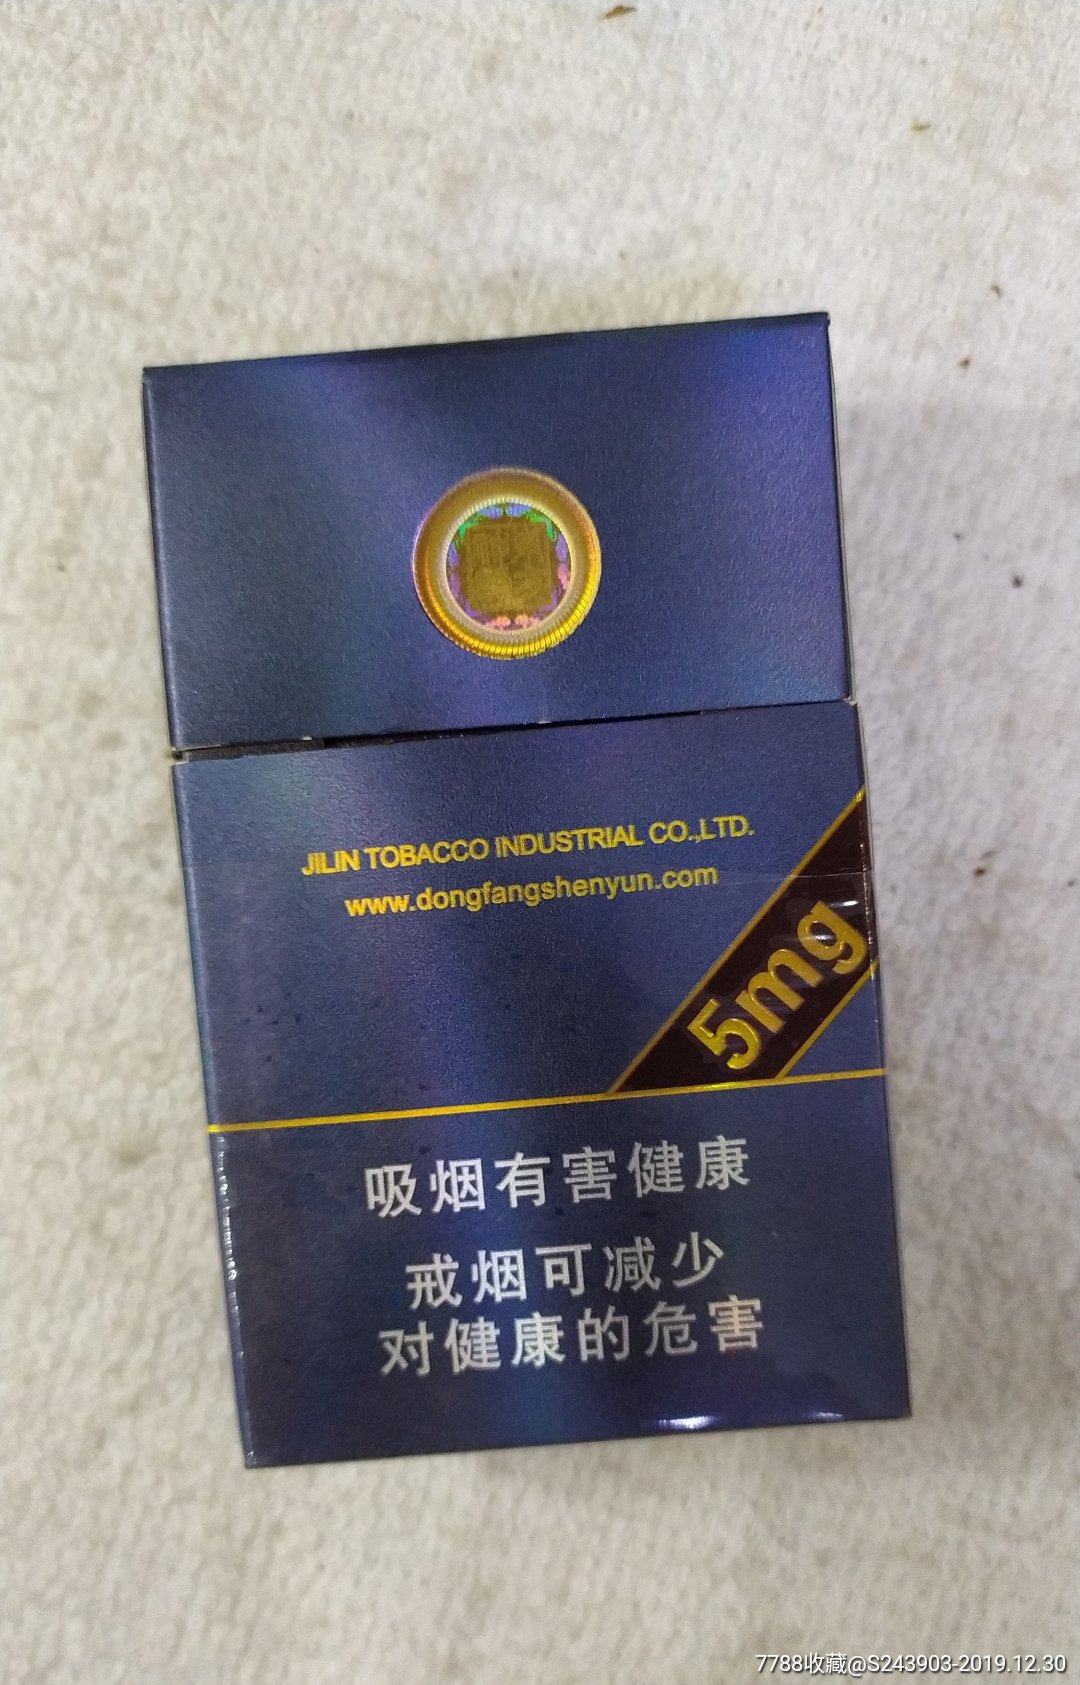 JILIN TOBACCO INDUSTRIAL CO.,LTD.
www.dongfangshenyun.com
5mg
吸烟有害健康
戒烟可减少
对健康的危害
7788收藏@S243903-2019.12.30